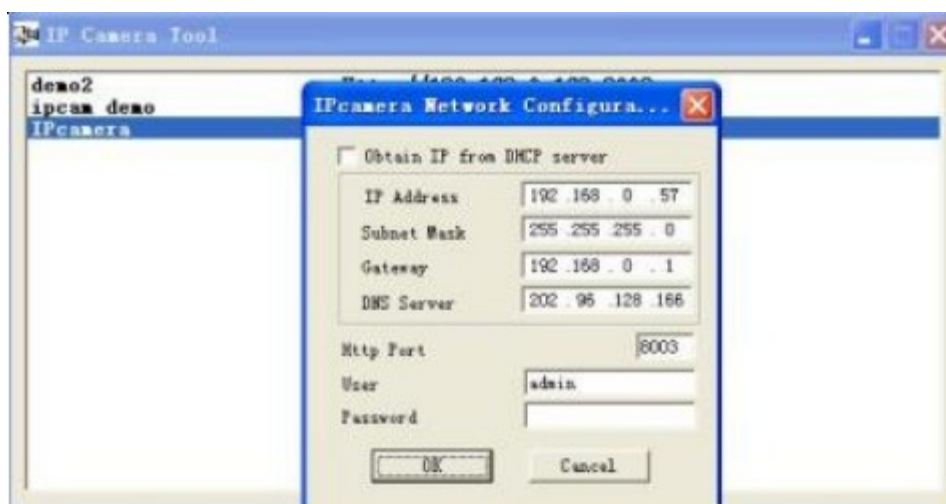 IP Camera Tool
demo2
ipcam demo
IPcamera
IPcamera Network Configura...
Obtain IP from DHCP server
IP Address 192 .168 . 0 . 57
Subnet Mask 255 .255 .255 . 0
Gateway 192 .168 . 0 . 1
DNS Server 202 . 96 .128 .166
Http Port 8003
User admin
Password
OK Cancel